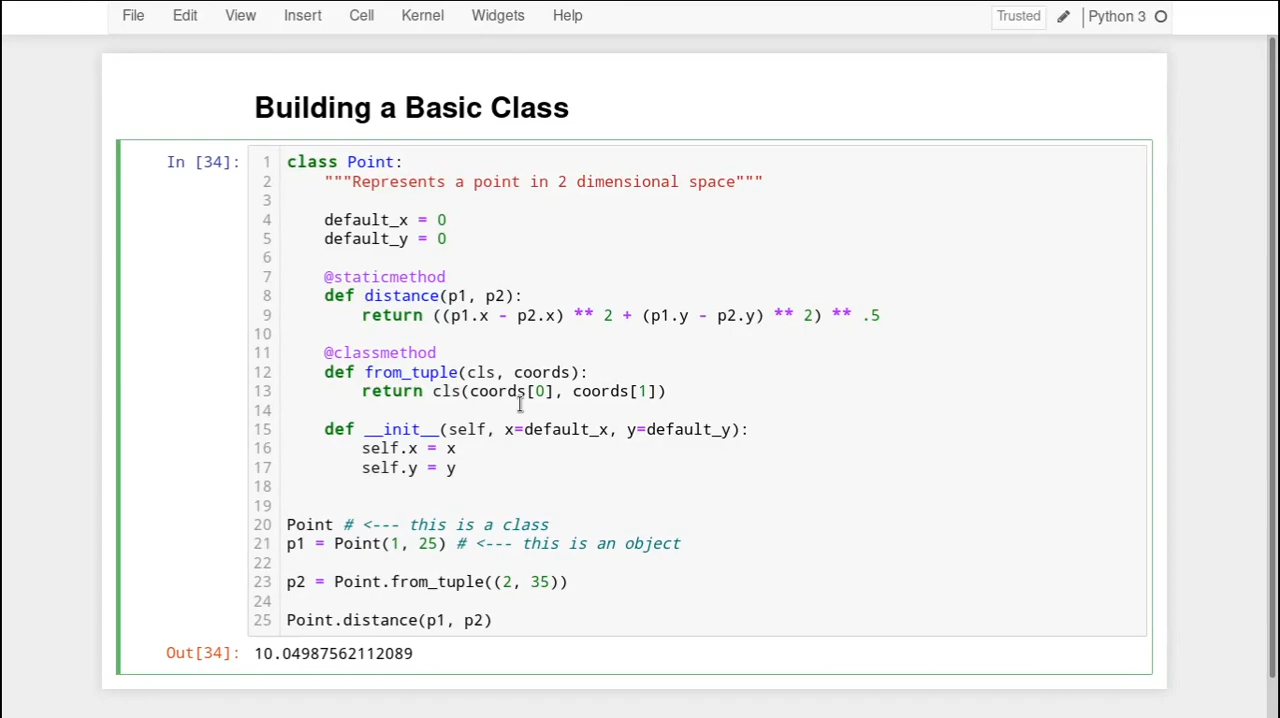 File Edit View Insert Cell Kernel Widgets Help Trusted Python 3
Building a Basic Class
In [34]:
1 class Point:
2     """Represents a point in 2 dimensional space"""
3
4     default_x = 0
5     default_y = 0
6
7     @staticmethod
8     def distance(p1, p2):
9         return ((p1.x - p2.x) ** 2 + (p1.y - p2.y) ** 2) ** .5
10
11     @classmethod
12     def from_tuple(cls, coords):
13         return cls(coords[0], coords[1])
14
15     def __init__(self, x=default_x, y=default_y):
16         self.x = x
17         self.y = y
18
19
20 Point # <--- this is a class
21 p1 = Point(1, 25) # <--- this is an object
22
23 p2 = Point.from_tuple((2, 35))
24
25 Point.distance(p1, p2)
Out[34]: 10.04987562112089